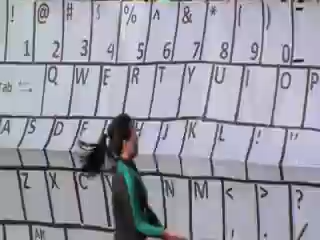 ! @ # $ % ^ & * ( ) -
1 2 3 4 5 6 7 8 9 0
Tab Q W E R T Y U I O P
A S D F H J K L : "
Z X C N M < > ?